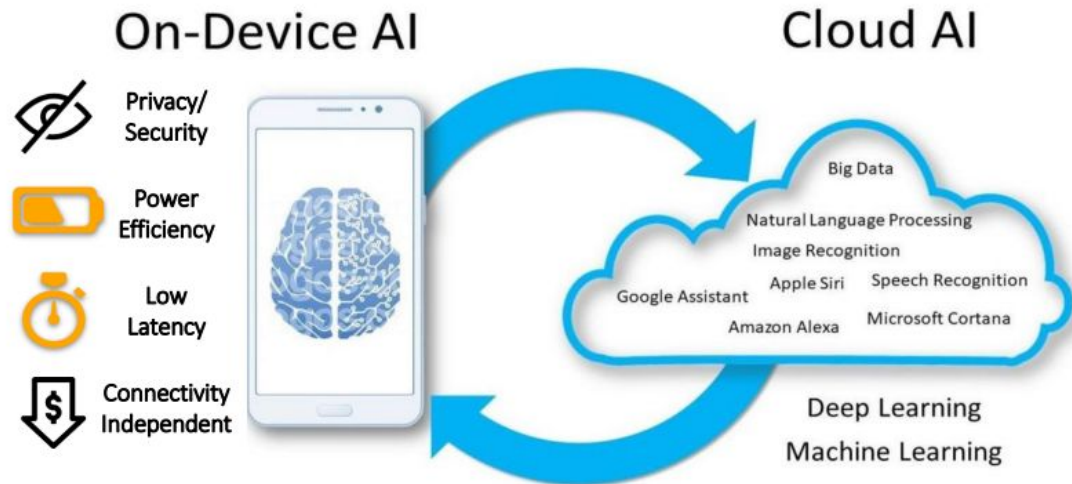 On-Device AI
Privacy/
Security
Power
Efficiency
Low
Latency
$
Connectivity
Independent
Cloud AI
Big Data
Natural Language Processing
Image Recognition
Google Assistant
Apple Siri
Speech Recognition
Amazon Alexa
Microsoft Cortana
Deep Learning
Machine Learning